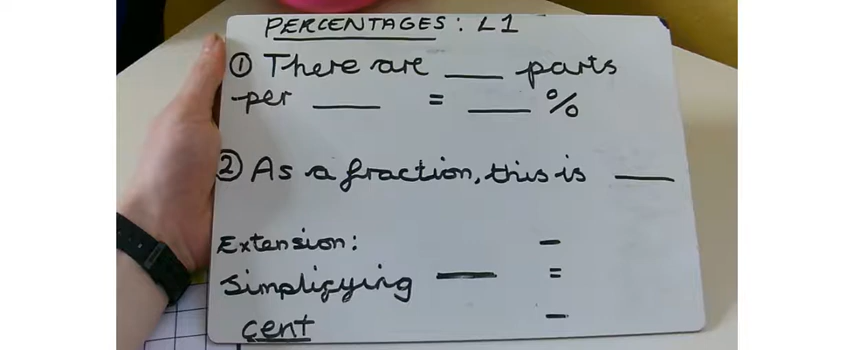 PERCENTAGES: L1
① There are ___ parts
per ___ = ___ %
② As a fraction, this is ___
Extension:
Simplifying ___ =
cent